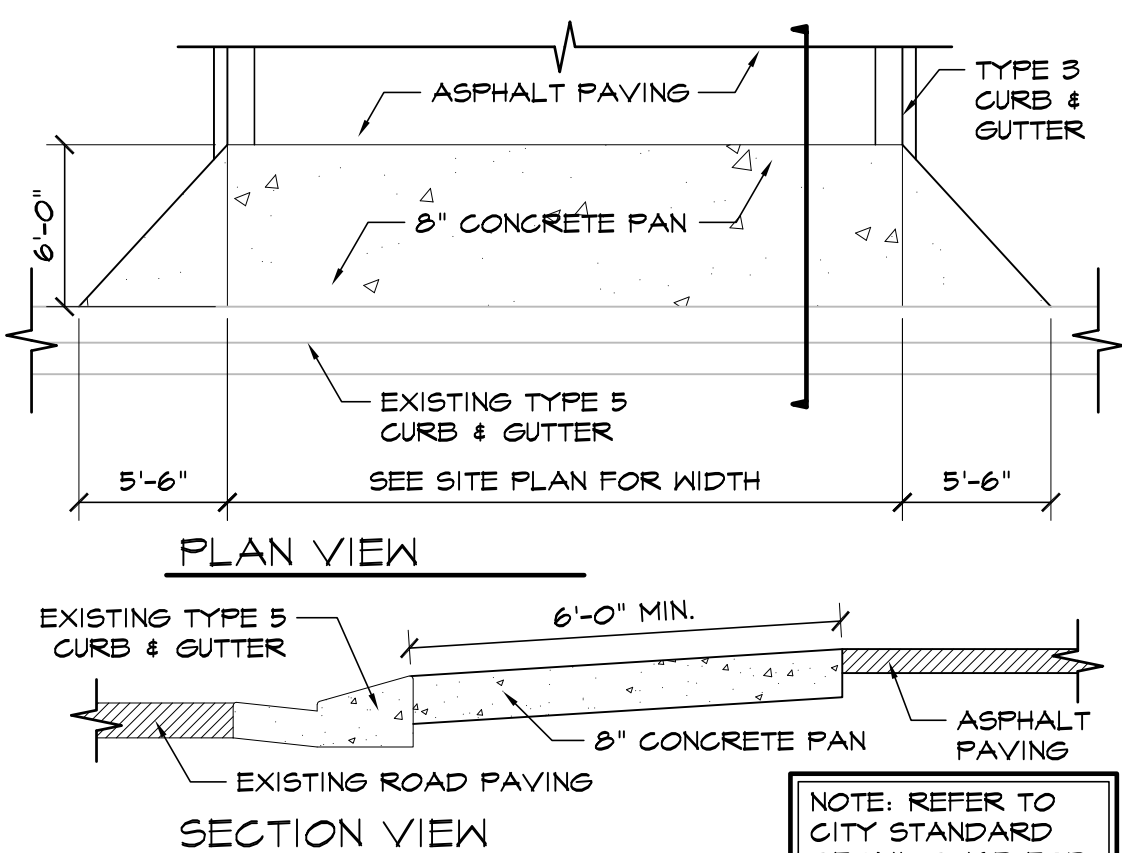 ASPHALT PAVING
TYPE 3
CURB &
GUTTER
6'-0"
8" CONCRETE PAN
EXISTING TYPE 5
CURB & GUTTER
5'-6"
SEE SITE PLAN FOR WIDTH
5'-6"
PLAN VIEW
EXISTING TYPE 5
CURB & GUTTER
6'-0" MIN.
8" CONCRETE PAN
ASPHALT
PAVING
EXISTING ROAD PAVING
SECTION VIEW
NOTE: REFER TO
CITY STANDARD